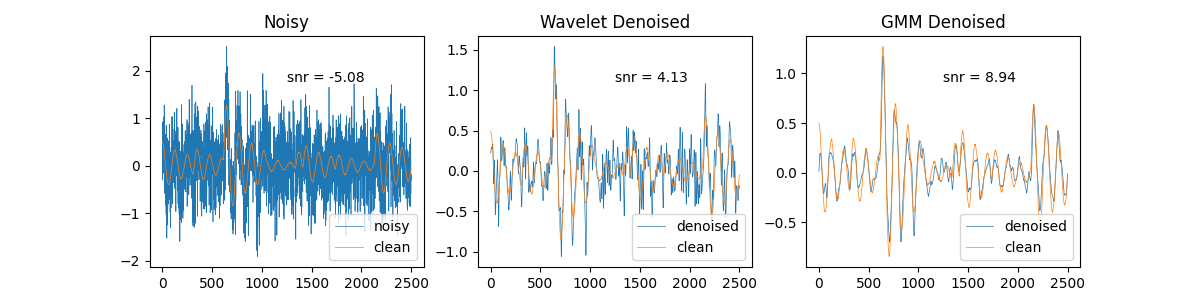 Noisy
snr = -5.08
2
1
0
−1
−2
noisy
clean
0 500 1000 1500 2000 2500
Wavelet Denoised
snr = 4.13
1.5
1.0
0.5
0.0
−0.5
−1.0
denoised
clean
0 500 1000 1500 2000 2500
GMM Denoised
snr = 8.94
1.0
0.5
0.0
−0.5
denoised
clean
0 500 1000 1500 2000 2500